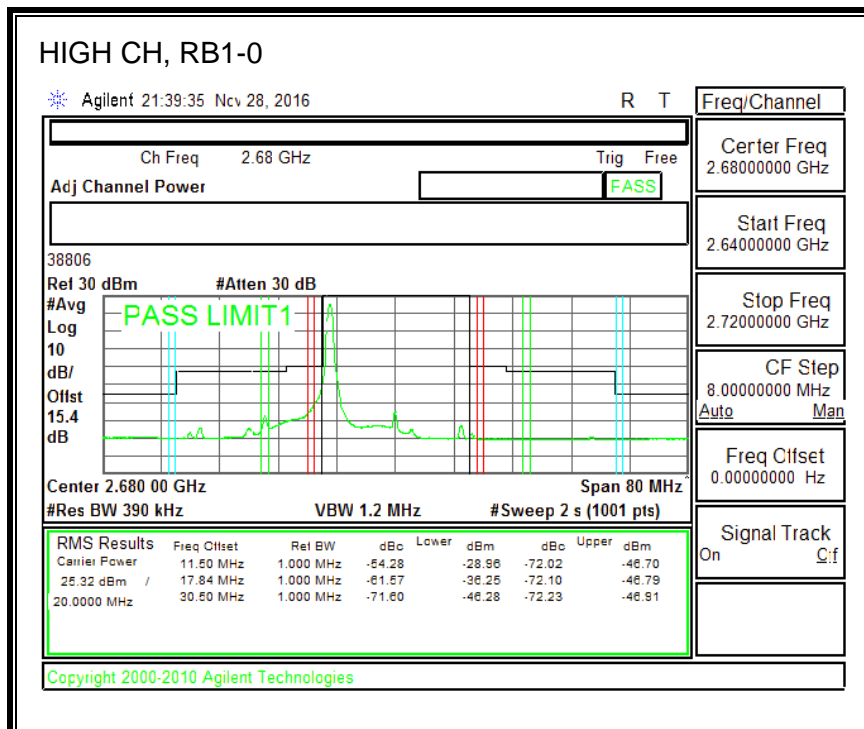 HIGH CH, RB1-0
Agilent 21:39:35 Nov 28, 2016 R T
Freq/Channel
Ch Freq 2.68 GHz Trig Free
Adj Channel Power PASS
Center Freq
2.68000000 GHz
Start Freq
2.64000000 GHz
Stop Freq
2.72000000 GHz
CF Step
8.00000000 MHz
Auto Man
Freq Offset
0.00000000 Hz
Signal Track
On Off
38806
Ref 30 dBm #Atten 30 dB
#Avg
Log
10
dB/
Offst
15.4
dB
PASS LIMIT1
Center 2.680 00 GHz Span 80 MHz
#Res BW 390 kHz VBW 1.2 MHz #Sweep 2 s (1001 pts)
RMS Results Freq Offset Ref BW dBc Lower dBm dBc Upper dBm
Carrier Power 11.50 MHz 1.000 MHz -54.28 -28.96 -72.02 -46.70
25.32 dBm / 17.84 MHz 1.000 MHz -61.57 -36.25 -72.10 -46.79
20.0000 MHz 30.50 MHz 1.000 MHz -71.60 -46.28 -72.23 -46.91
Copyright 2000-2010 Agilent Technologies